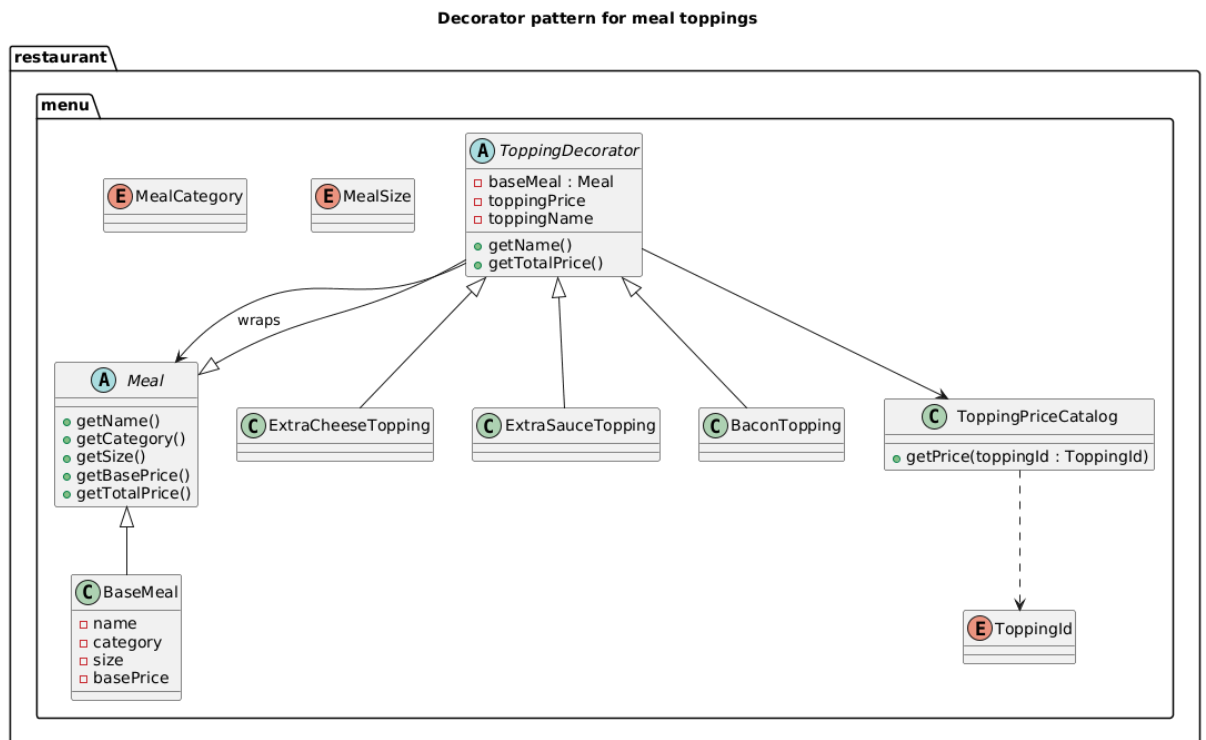 Decorator pattern for meal toppings
restaurant
menu
A ToppingDecorator
baseMeal : Meal
toppingPrice
toppingName
getName()
getTotalPrice()
E MealCategory
E MealSize
wraps
A Meal
getName()
getCategory()
getSize()
getBasePrice()
getTotalPrice()
C ExtraCheeseTopping
C ExtraSauceTopping
C BaconTopping
C ToppingPriceCatalog
getPrice(toppingId : ToppingId)
C BaseMeal
name
category
size
basePrice
E ToppingId